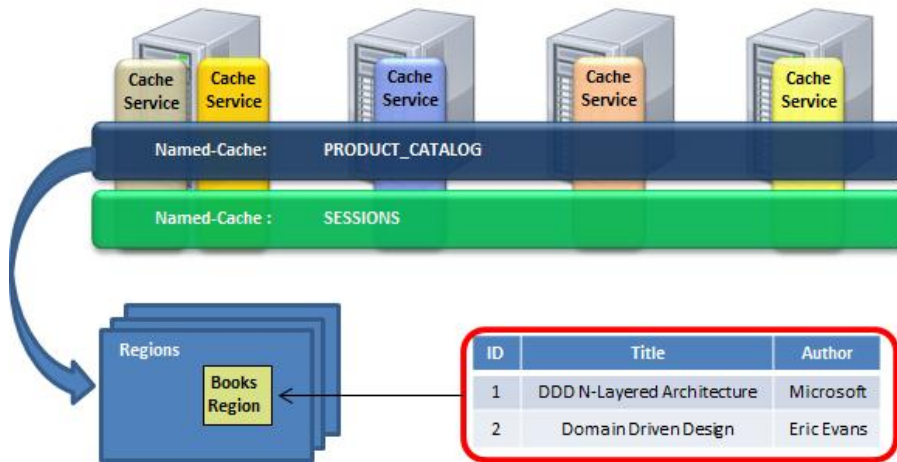 Cache Service
Cache Service
Cache Service
Cache Service
Cache Service
Named-Cache: PRODUCT_CATALOG
Named-Cache : SESSIONS
Regions
Books
Region
ID Title Author
1 DDD N-Layered Architecture Microsoft
2 Domain Driven Design Eric Evans